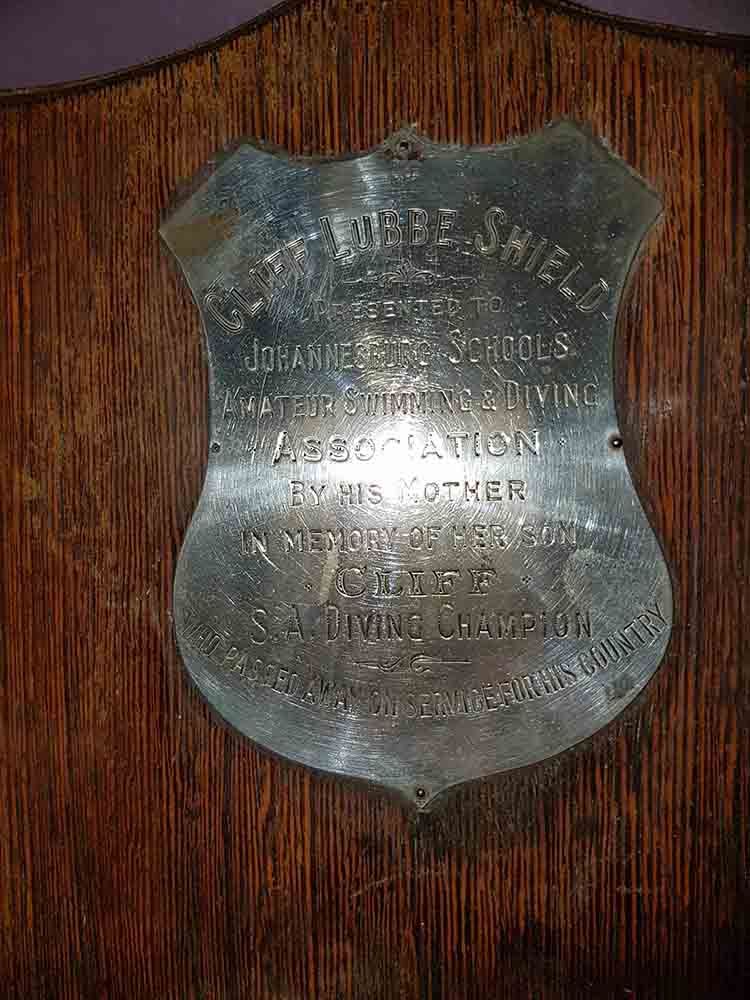 CLIFF LUBBE SHIELD
PRESENTED TO
JOHANNESBURG SCHOOLS
AMATEUR SWIMMING & DIVING
ASSOCIATION
BY HIS MOTHER
IN MEMORY OF HER SON
CLIFF
S.A. DIVING CHAMPION
WHO PASSED AWAY ON SERVICE FOR HIS COUNTRY